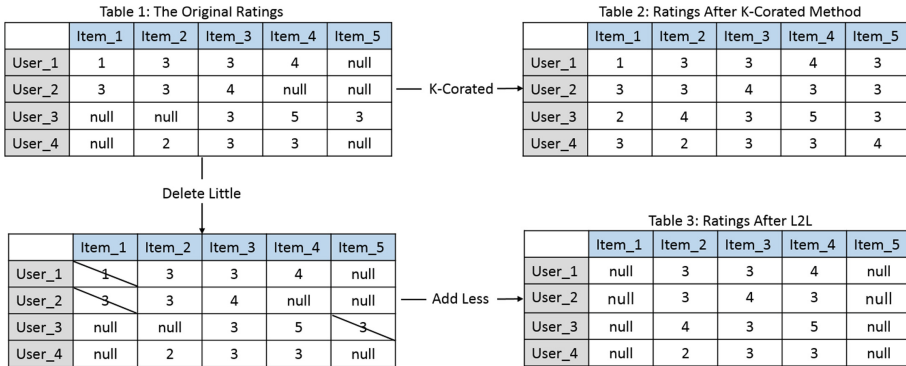 Table 1: The Original Ratings
Item_1 Item_2 Item_3 Item_4 Item_5
User_1 1 3 3 4 null
User_2 3 3 4 null null
User_3 null null 3 5 3
User_4 null 2 3 3 null
K-Corated
Table 2: Ratings After K-Corated Method
Item_1 Item_2 Item_3 Item_4 Item_5
User_1 1 3 3 4 3
User_2 3 3 4 3 3
User_3 2 4 3 5 3
User_4 3 2 3 3 4
Delete Little
Item_1 Item_2 Item_3 Item_4 Item_5
User_1 1 3 3 4 null
User_2 3 3 4 null null
User_3 null null 3 5 3
User_4 null 2 3 3 null
Add Less
Table 3: Ratings After L2L
Item_1 Item_2 Item_3 Item_4 Item_5
User_1 null 3 3 4 null
User_2 null 3 4 3 null
User_3 null 4 3 5 null
User_4 null 2 3 3 null